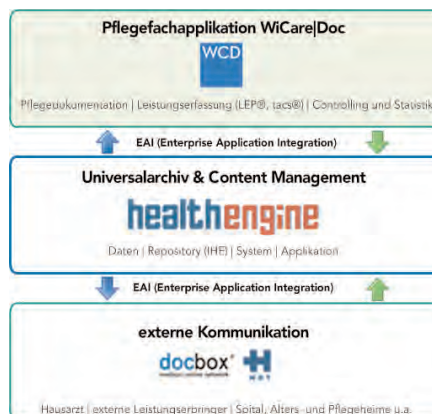 Pflegefachapplikation WiCare|Doc
WCD
Pflegedokumentation | Leistungserfassung (LEP®, tacs®) | Controlling und Statistik
EAI (Enterprise Application Integration)
Universalarchiv & Content Management
healthengine
Daten | Repository (IHE) | System | Applikation
EAI (Enterprise Application Integration)
externe Kommunikation
docbox®
Hausarzt | externe Leistungserbringer | Spital, Alters- und Pflegeheime u.a.